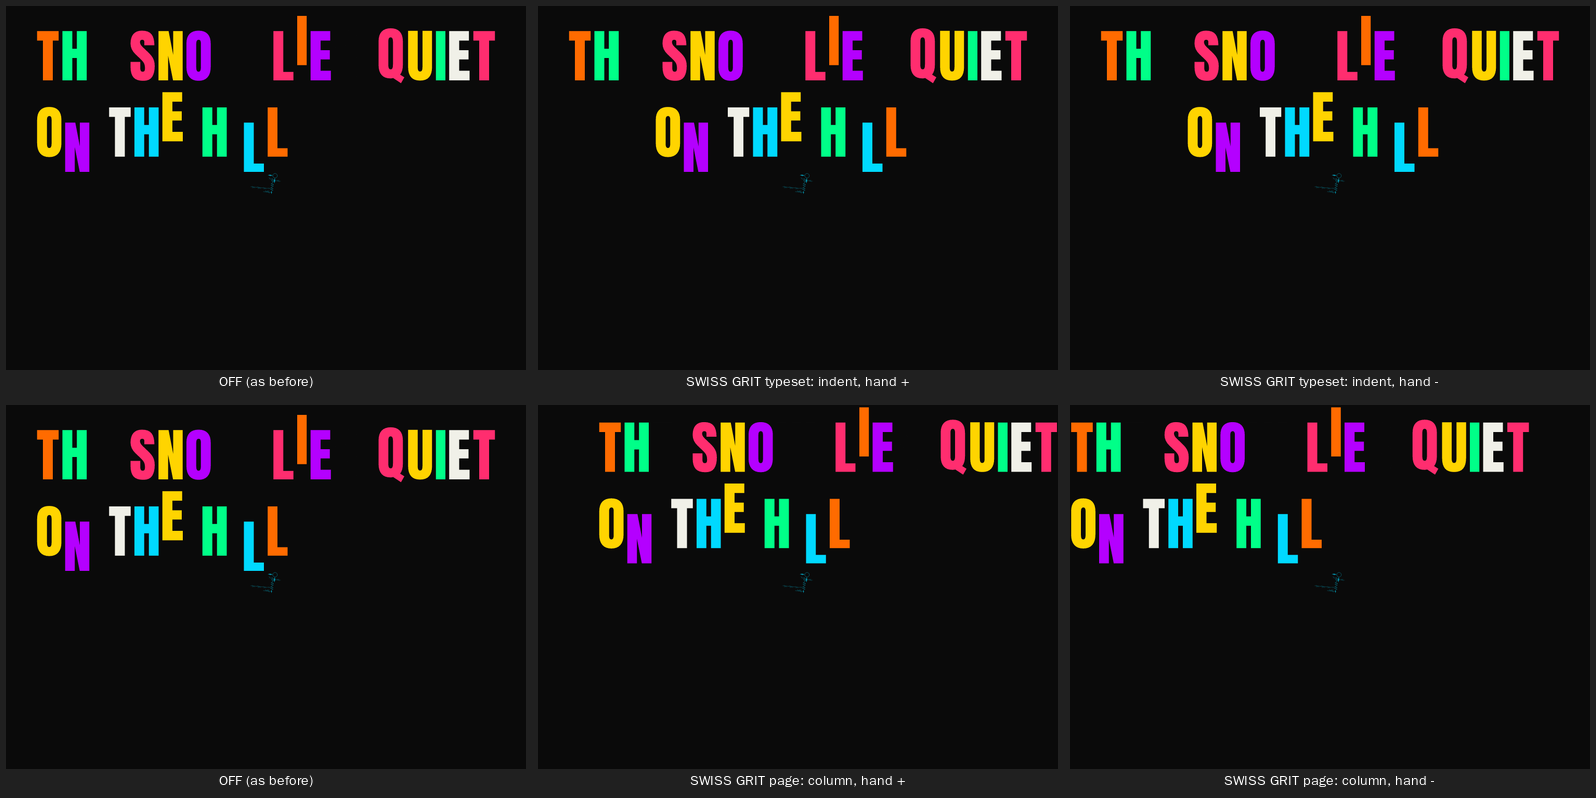 TH SNO LIE QUIET
ON THE H LL
OFF (as before)
TH SNO LIE QUIET
ON THE H LL
SWISS GRIT typeset: indent, hand +
TH SNO LIE QUIET
ON THE H LL
SWISS GRIT typeset: indent, hand -
TH SNO LIE QUIET
ON THE H LL
OFF (as before)
TH SNO LIE QUIET
ON THE H LL
SWISS GRIT page: column, hand +
TH SNO LIE QUIET
ON THE H LL
SWISS GRIT page: column, hand -